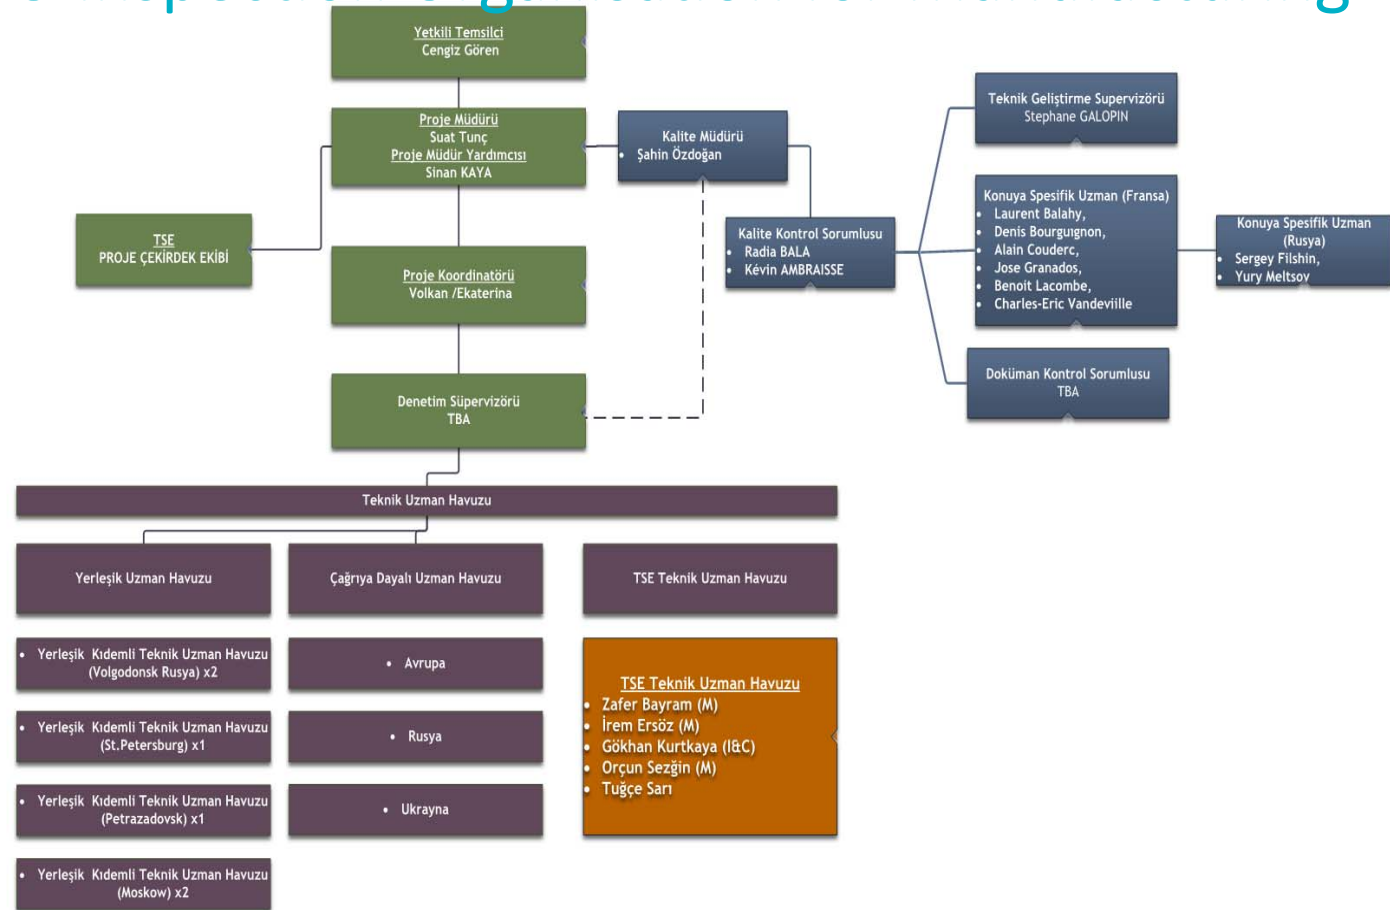 Yetkili Temsilci
Cengiz Gören
Proje Müdürü
Suat Tunç
Proje Müdür Yardımcısı
Sinan KAYA
Kalite Müdürü
• Şahin Özdoğan
Teknik Geliştirme Supervizörü
Stephane GALOPIN
TSE
PROJE ÇEKİRDEK EKİBİ
Proje Koordinatörü
Volkan /Ekaterina
Kalite Kontrol Sorumlusu
• Radia BALA
• Kévin AMBRAISSE
Konuya Spesifik Uzman (Fransa)
• Laurent Balahy,
• Denis Bourguıgnon,
• Alain Couderc,
• Jose Granados,
• Benoit Lacombe,
• Charles-Eric Vandeviille
Konuya Spesifik Uzman
(Rusya)
• Sergey Filshin,
• Yury Meltsov
Denetim Süpervizörü
TBA
Doküman Kontrol Sorumlusu
TBA
Teknik Uzman Havuzu
Yerleşik Uzman Havuzu
Çağrıya Dayalı Uzman Havuzu
TSE Teknik Uzman Havuzu
• Yerleşik Kıdemli Teknik Uzman Havuzu
(Volgodonsk Rusya) x2
• Yerleşik Kıdemli Teknik Uzman Havuzu
(St.Petersburg) x1
• Yerleşik Kıdemli Teknik Uzman Havuzu
(Petrazadovsk) x1
• Yerleşik Kıdemli Teknik Uzman Havuzu
(Moskow) x2
• Avrupa
• Rusya
• Ukrayna
TSE Teknik Uzman Havuzu
• Zafer Bayram (M)
• İrem Ersöz (M)
• Gökhan Kurtkaya (I&C)
• Orçun Sezğin (M)
• Tuğçe Sarı